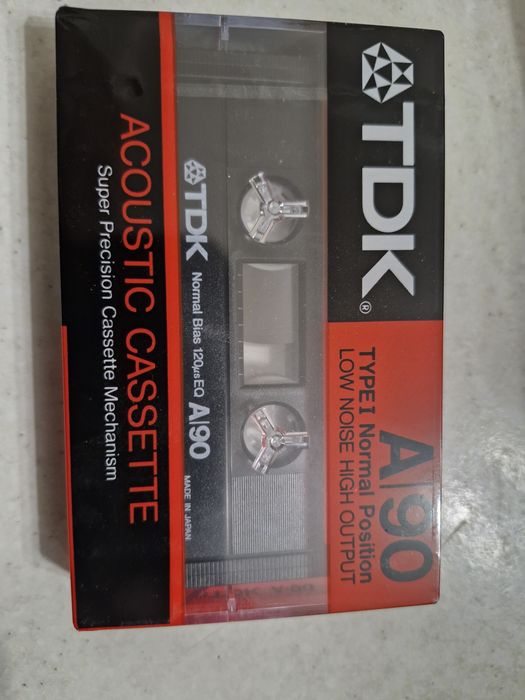 TDK®
A|90
TYPE I Normal Position
LOW NOISE HIGH OUTPUT
TDK Normal Bias 120μs EQ A|90
MADE IN JAPAN
ACOUSTIC CASSETTE
Super Precision Cassette Mechanism